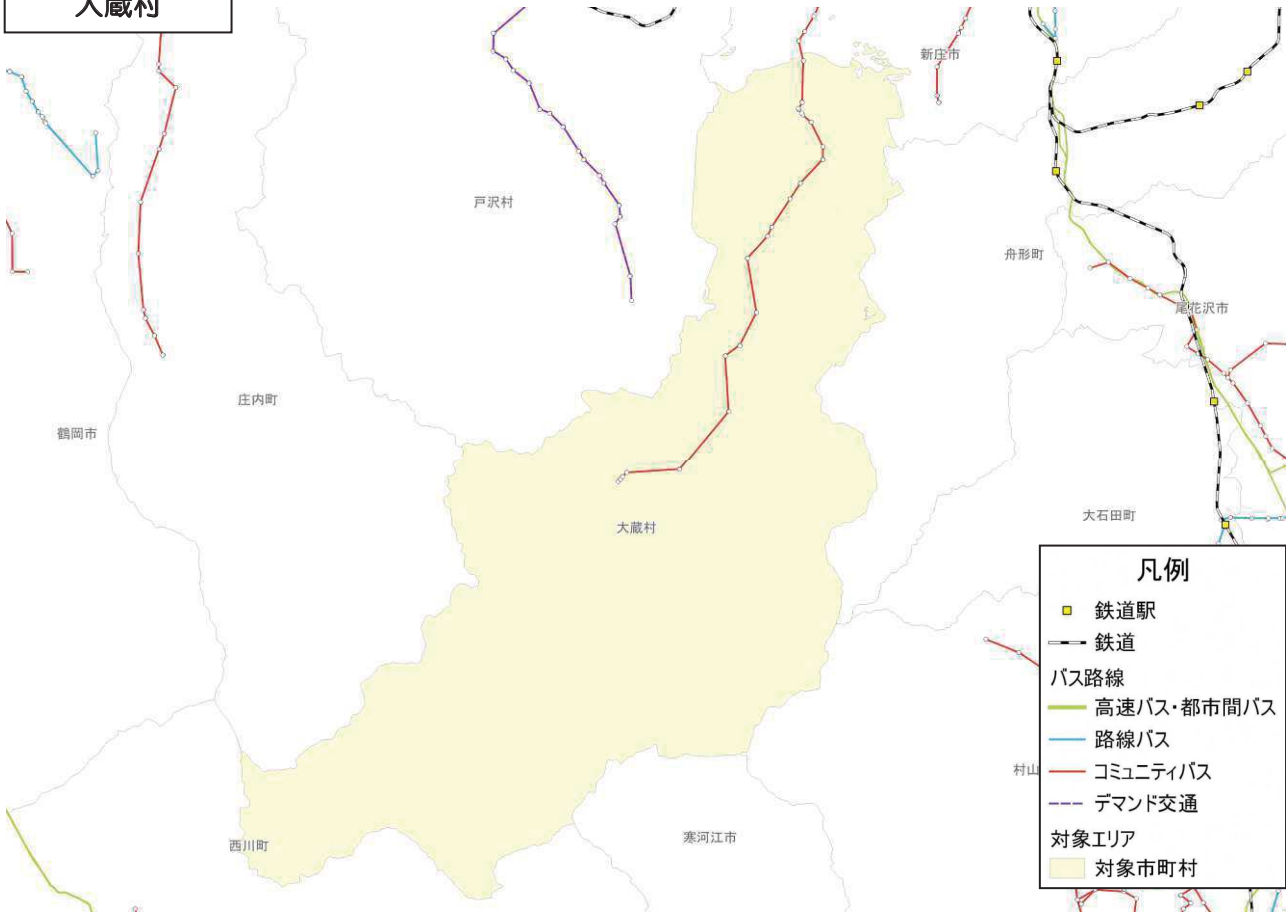 大蔵村
新庄市
戸沢村
舟形町
尾花沢市
庄内町
鶴岡市
大蔵村
大石田町
村山
西川町
寒河江市
凡例
鉄道駅
鉄道
バス路線
高速バス・都市間バス
路線バス
コミュニティバス
デマンド交通
対象エリア
対象市町村